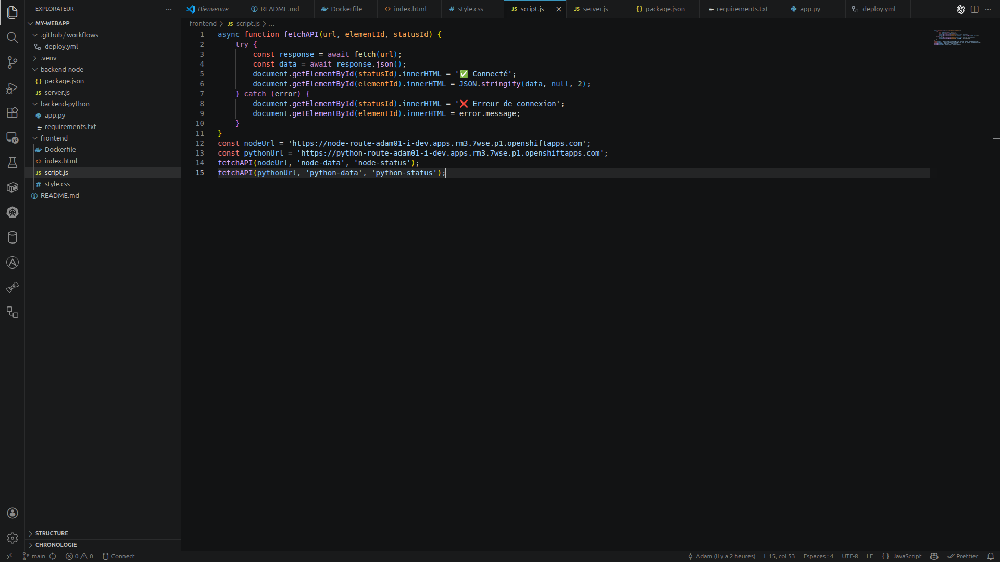 EXPLORATEUR
MY-WEBAPP
.github / workflows
deploy.yml
.venv
backend-node
{} package.json
JS server.js
backend-python
app.py
requirements.txt
frontend
Dockerfile
<> index.html
JS script.js
# style.css
README.md
STRUCTURE
CHRONOLOGIE
Bienvenue
README.md
Dockerfile
<> index.html
# style.css
JS script.js
JS server.js
{} package.json
requirements.txt
app.py
deploy.yml
frontend > JS script.js > ...
1 async function fetchAPI(url, elementId, statusId) {
2     try {
3         const response = await fetch(url);
4         const data = await response.json();
5         document.getElementById(statusId).innerHTML = '✅ Connecté';
6         document.getElementById(elementId).innerHTML = JSON.stringify(data, null, 2);
7     } catch (error) {
8         document.getElementById(statusId).innerHTML = '❌ Erreur de connexion';
9         document.getElementById(elementId).innerHTML = error.message;
10     }
11 }
12 const nodeUrl = 'https://node-route-adam01-i-dev.apps.rm3.7wse.p1.openshiftapps.com';
13 const pythonUrl = 'https://python-route-adam01-i-dev.apps.rm3.7wse.p1.openshiftapps.com';
14 fetchAPI(nodeUrl, 'node-data', 'node-status');
15 fetchAPI(pythonUrl, 'python-data', 'python-status');
main 0 0 Connect
Adam (Il y a 2 heures) L 15, col 53 Espaces : 4 UTF-8 LF { } JavaScript Prettier